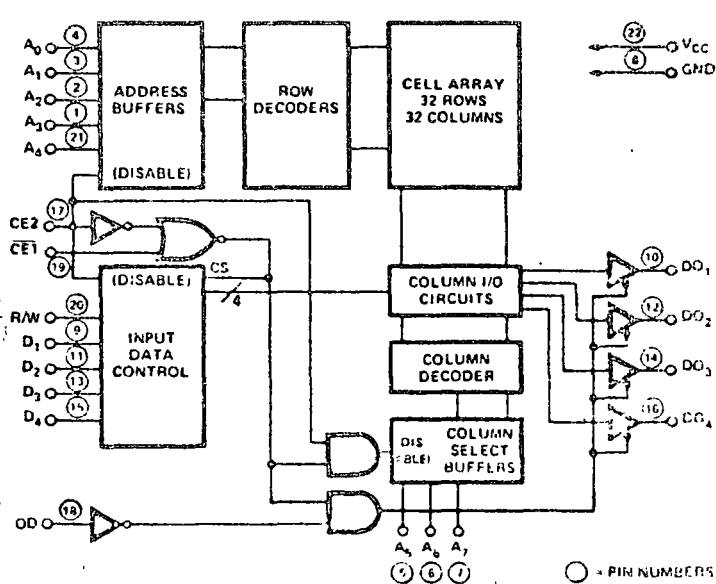 A0 4
A1 3
A2 2
A3 1
A4 21
ADDRESS
BUFFERS
(DISABLE)
ROW
DECODERS
CELL ARRAY
32 ROWS
32 COLUMNS
22 VCC
8 GND
CE2 17
CE1 19
CS
4
(DISABLE)
INPUT
DATA
CONTROL
R/W 20
D1 9
D2 11
D3 13
D4 15
COLUMN I/O
CIRCUITS
COLUMN
DECODER
COLUMN
SELECT
BUFFERS
10 DO1
12 DO2
14 DO3
16 DO4
OD 18
A5 A6 A7
5 6 7
= PIN NUMBERS